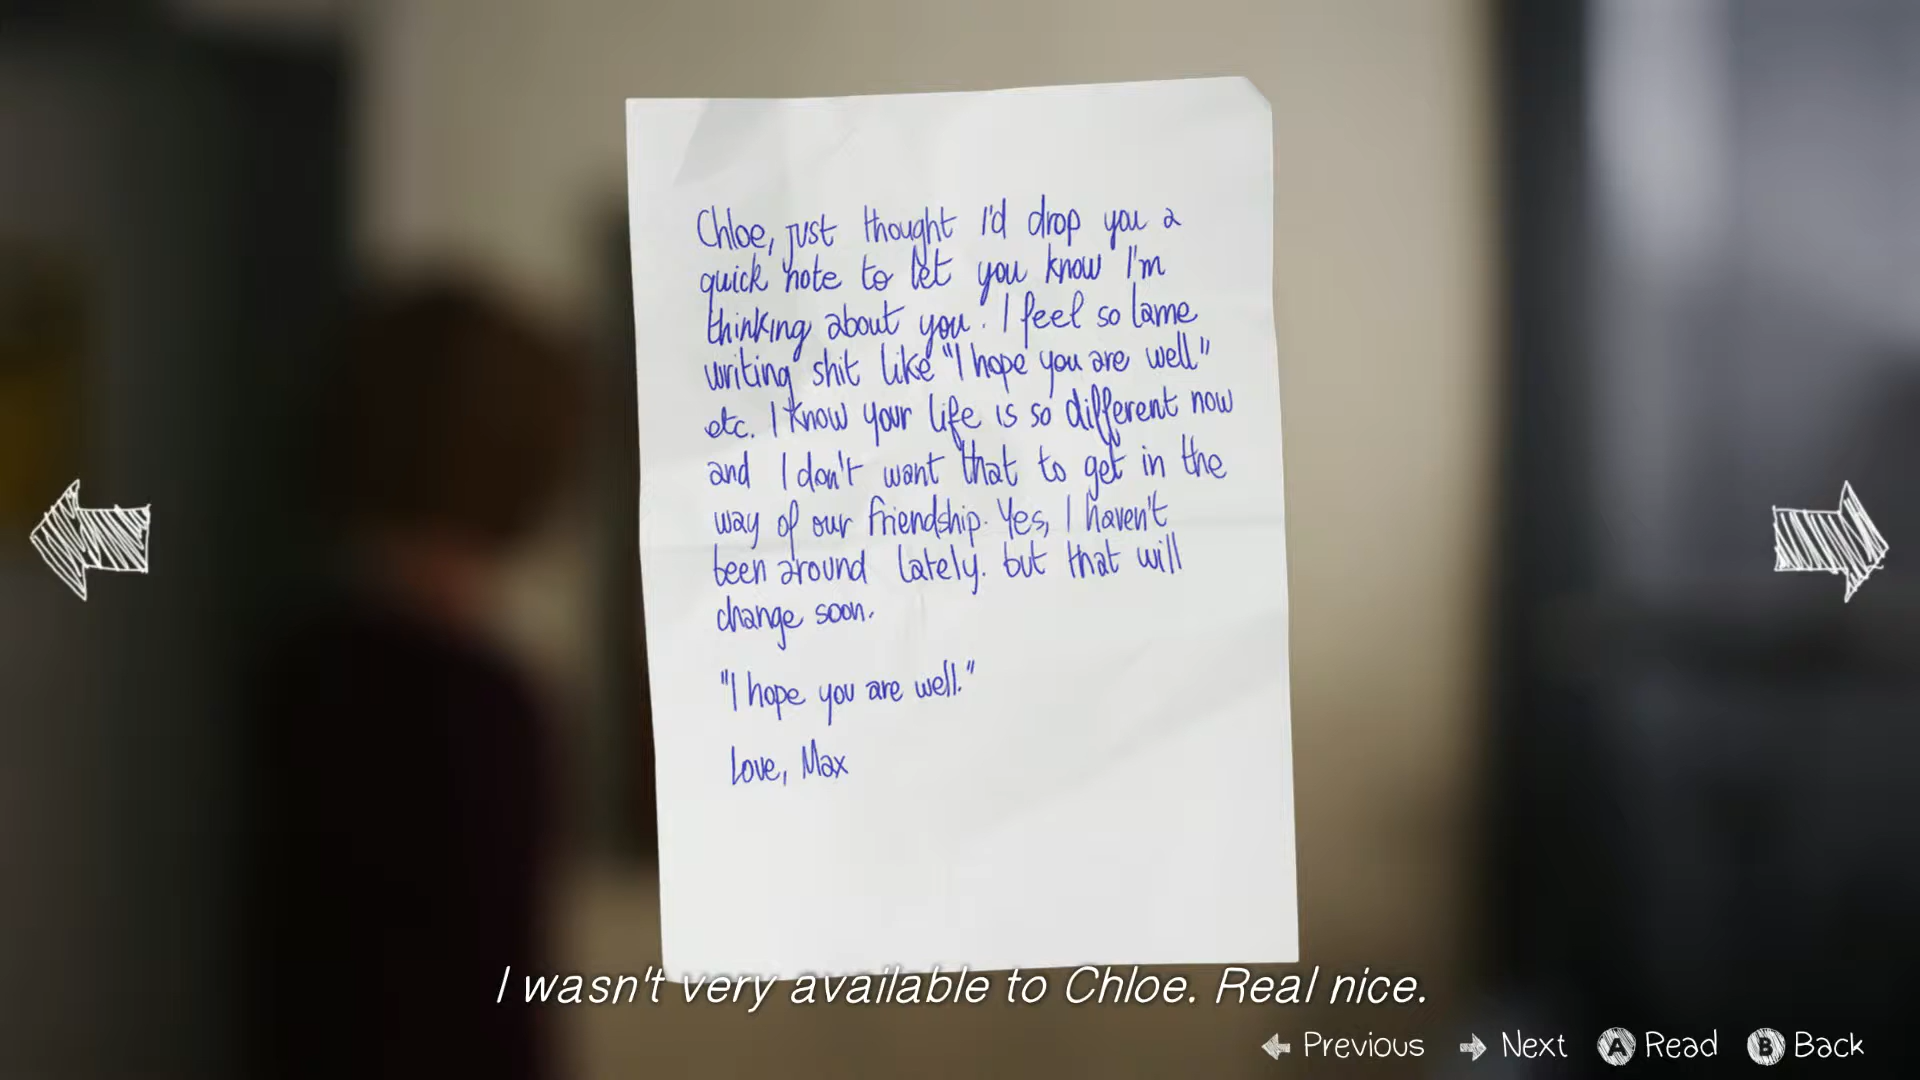 Chloe, just thought I'd drop you a
quick note to let you know I'm
thinking about you. I feel so lame
writing shit like "I hope you are well"
etc. I know your life is so different now
and I don't want that to get in the
way of our friendship. Yes, I haven't
been around lately. but that will
change soon.
"I hope you are well."
Love, Max
I wasn't very available to Chloe. Real nice.
Previous Next A Read B Back